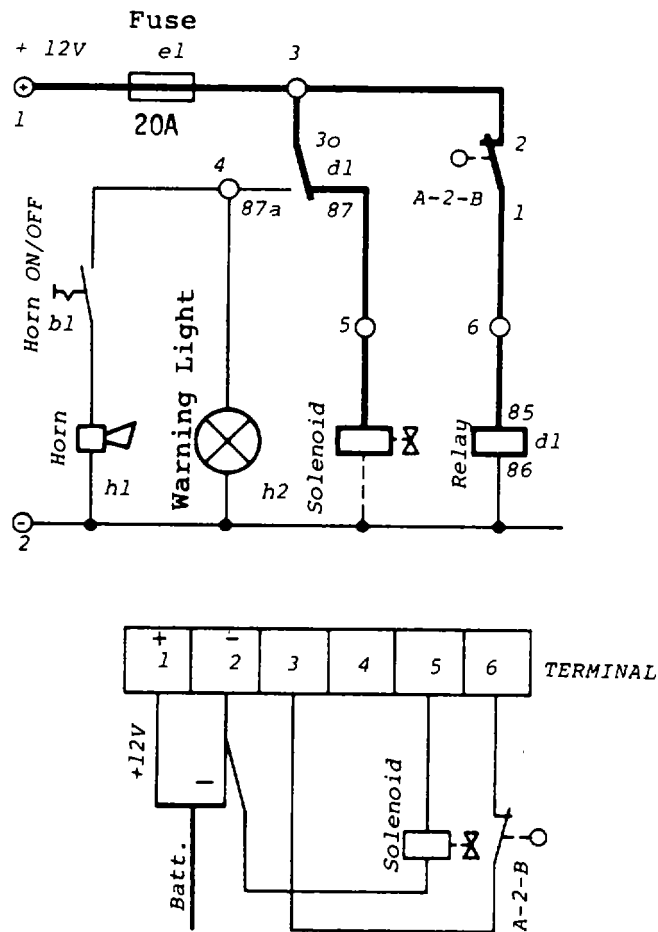 Fuse
+ 12V
e1
3
1
20A
2
3o
d1
4
87a
87
A-2-B
1
Horn ON/OFF
b1
5
6
Warning Light
Solenoid
Relay
85
d1
86
Horn
h1
h2
2
+
1
−
2
3
4
5
6
TERMINAL
+12V
−
Batt.
Solenoid
A-2-B